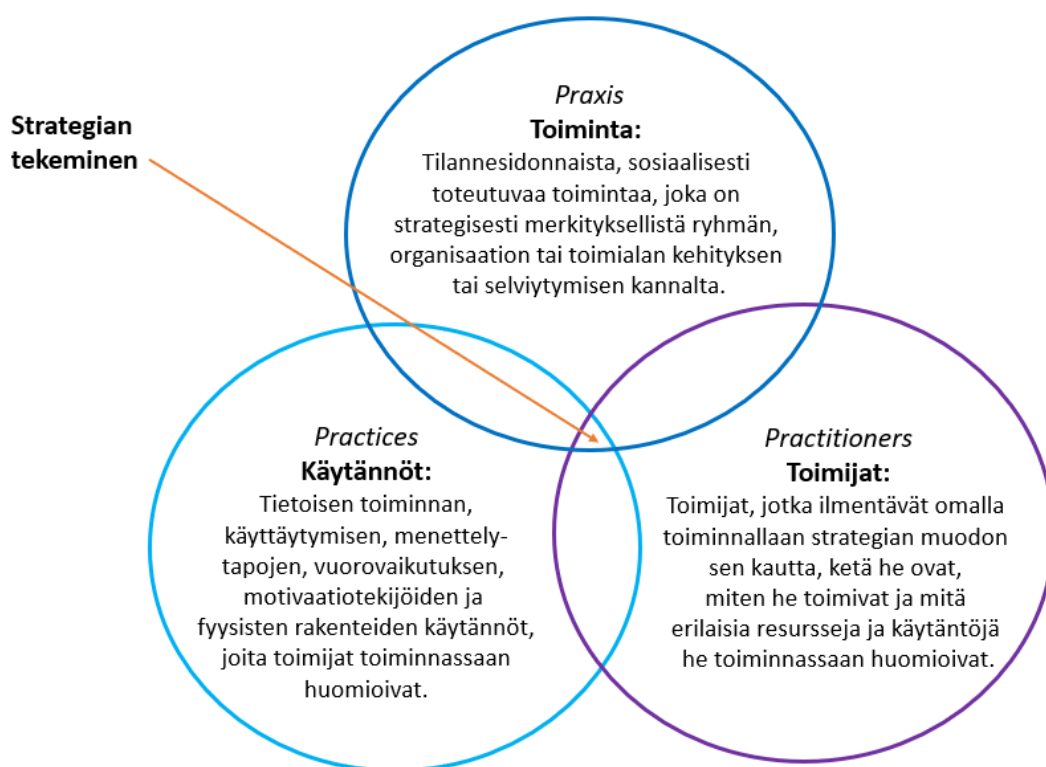 Strategian
tekeminen
Praxis
Toiminta:
Tilannesidonnaista, sosiaalisesti
toteutuvaa toimintaa, joka on
strategisesti merkityksellistä ryhmän,
organisaation tai toimialan kehityksen
tai selviytymisen kannalta.
Practices
Käytännöt:
Tietoisen toiminnan,
käyttäytymisen, menettely-
tapojen, vuorovaikutuksen,
motivaatiotekijöiden ja
fyysisten rakenteiden käytännöt,
joita toimijat toiminnassaan
huomioivat.
Practitioners
Toimijat:
Toimijat, jotka ilmentävät omalla
toiminnallaan strategian muodon
sen kautta, ketä he ovat,
miten he toimivat ja mitä
erilaisia resursseja ja käytäntöjä
he toiminnassaan huomioivat.